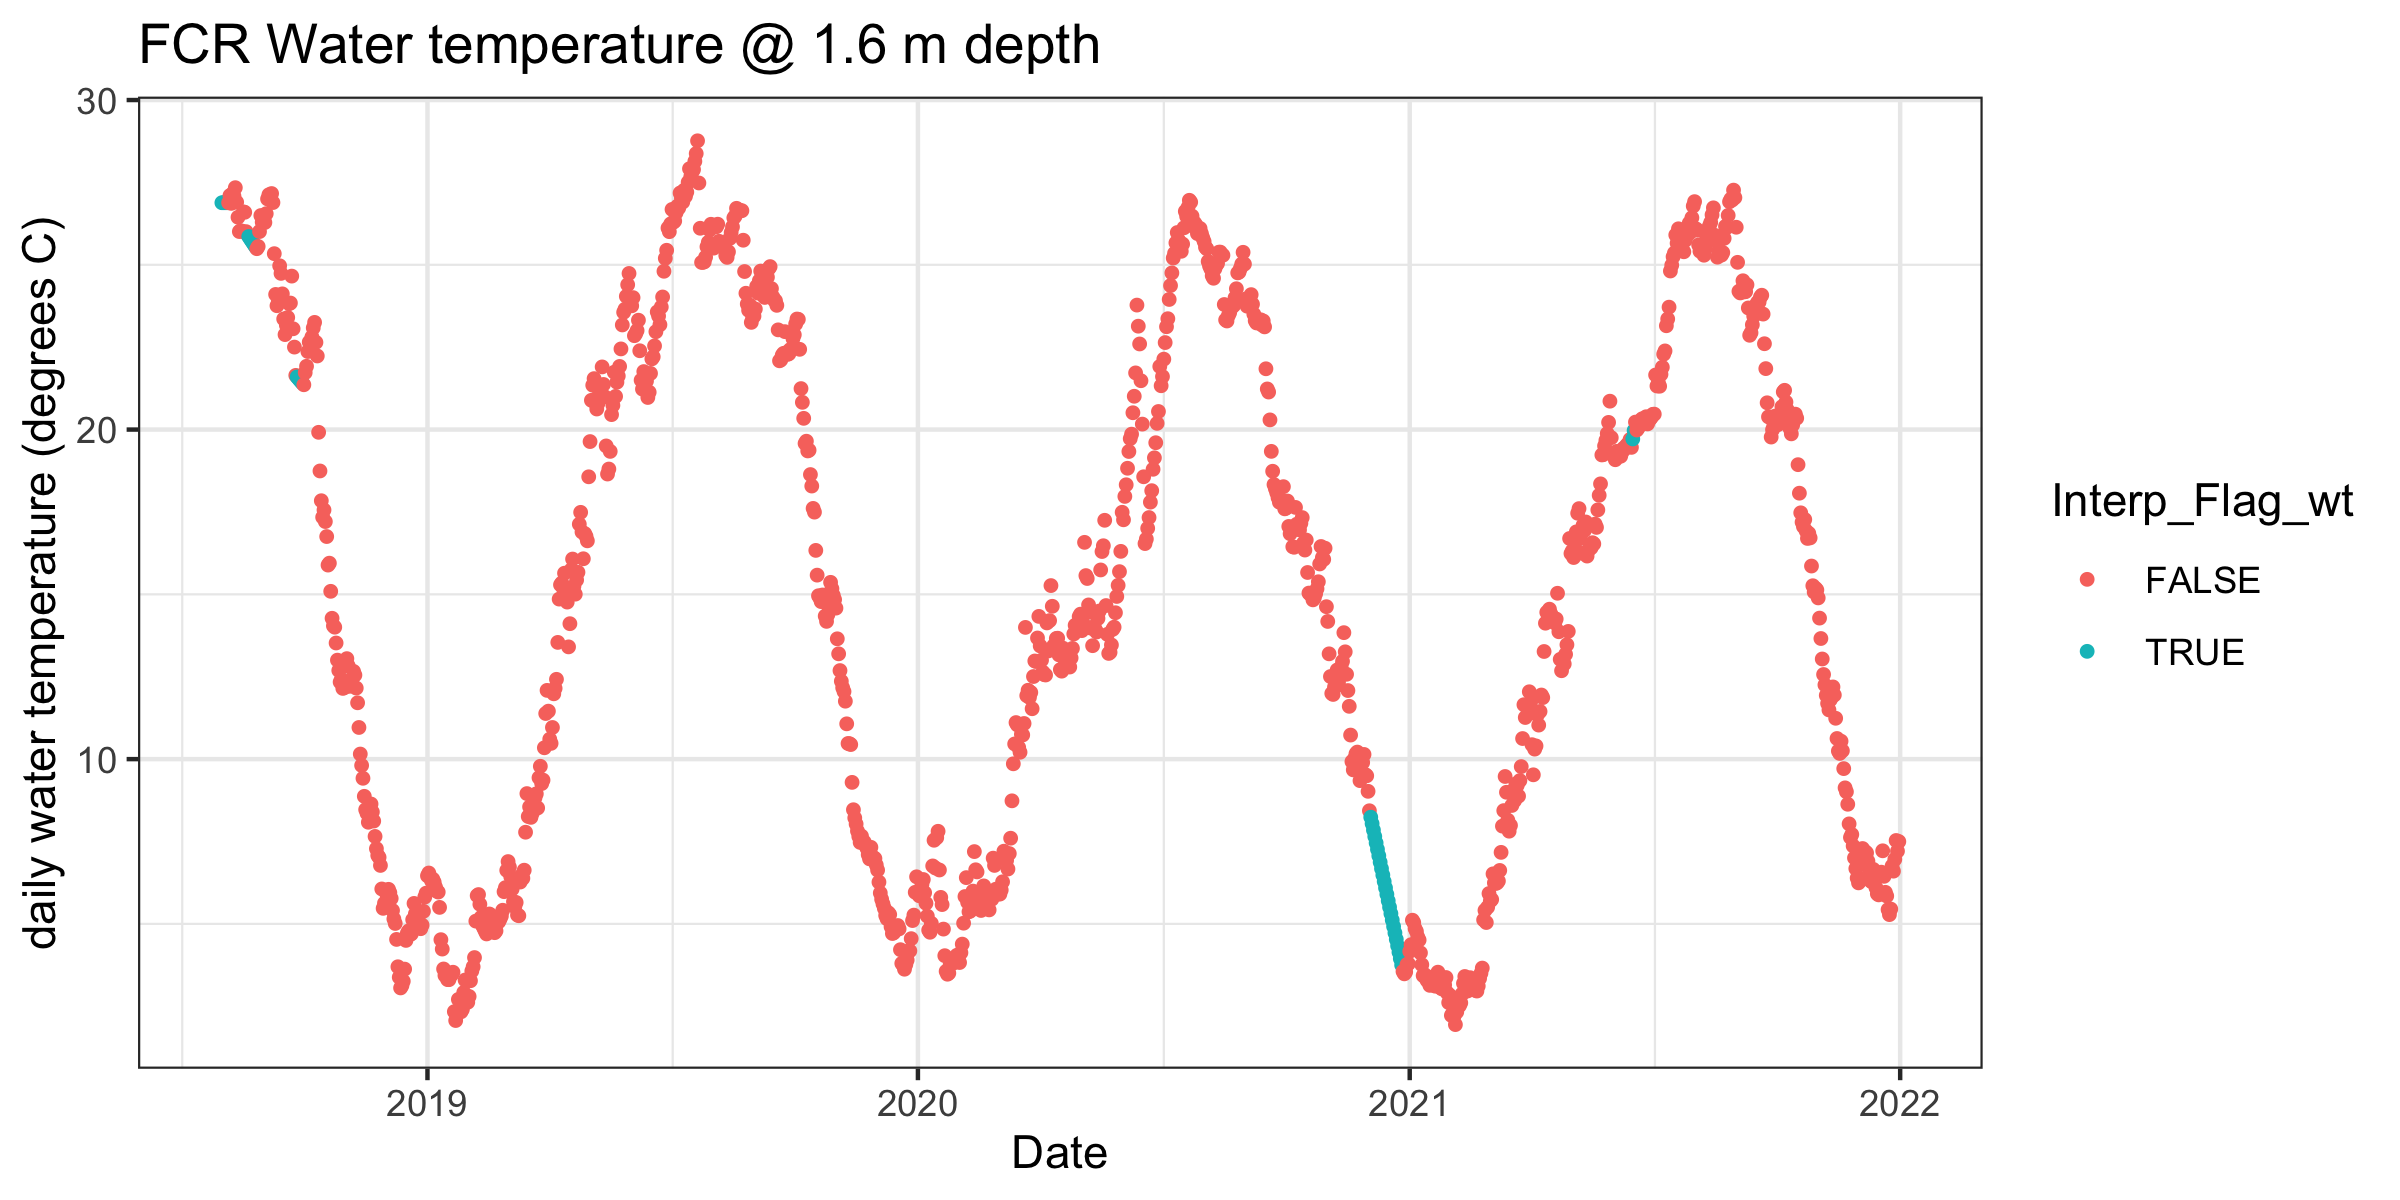 FCR Water temperature @ 1.6 m depth
30
20
10
daily water temperature (degrees C)
2019
2020
2021
2022
Date
Interp_Flag_wt
FALSE
TRUE